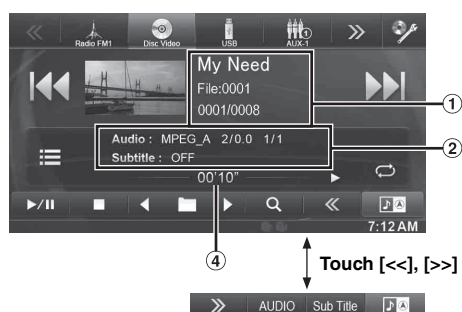 Radio FM1 Disc Video USB AUX-1
My Need
File:0001
0001/0008
Audio : MPEG_A 2/0.0 1/1
Subtitle : OFF
00'10"
7:12 AM
1
2
4
Touch [<<], [>>]
AUDIO Sub Title